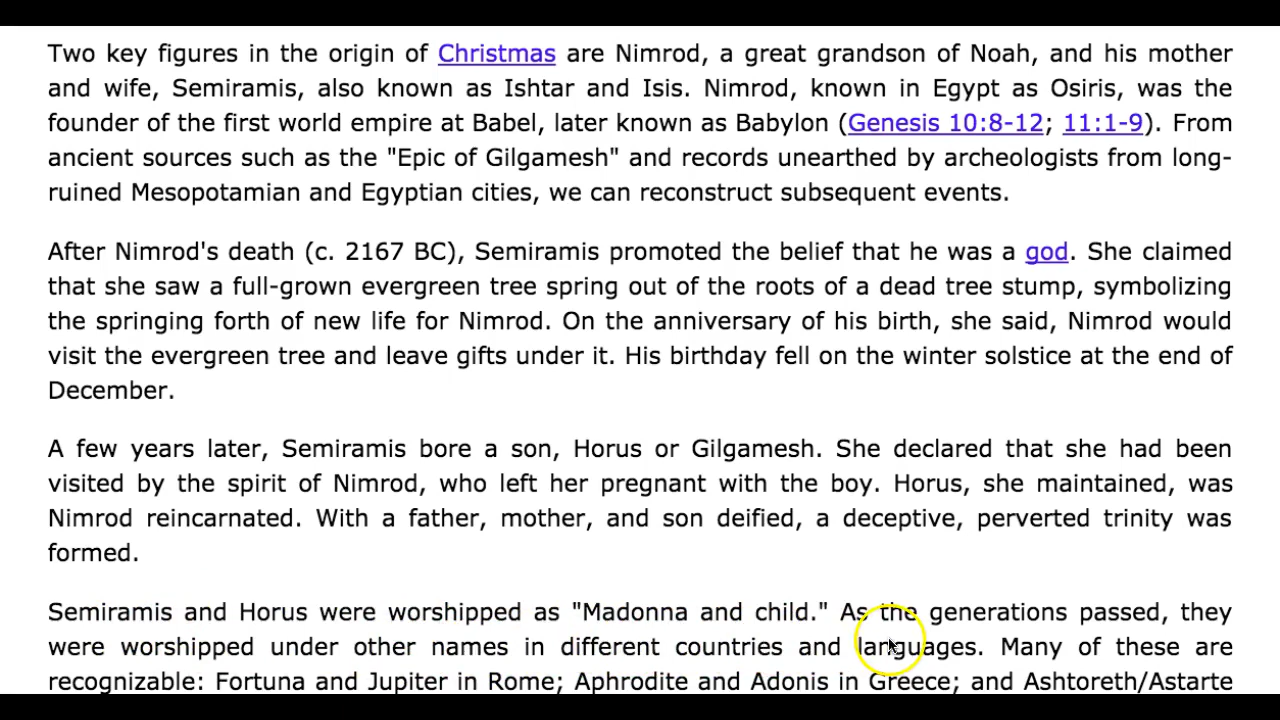 Two key figures in the origin of Christmas are Nimrod, a great grandson of Noah, and his mother
and wife, Semiramis, also known as Ishtar and Isis. Nimrod, known in Egypt as Osiris, was the
founder of the first world empire at Babel, later known as Babylon (Genesis 10:8-12; 11:1-9). From
ancient sources such as the "Epic of Gilgamesh" and records unearthed by archeologists from long-
ruined Mesopotamian and Egyptian cities, we can reconstruct subsequent events.
After Nimrod's death (c. 2167 BC), Semiramis promoted the belief that he was a god. She claimed
that she saw a full-grown evergreen tree spring out of the roots of a dead tree stump, symbolizing
the springing forth of new life for Nimrod. On the anniversary of his birth, she said, Nimrod would
visit the evergreen tree and leave gifts under it. His birthday fell on the winter solstice at the end of
December.
A few years later, Semiramis bore a son, Horus or Gilgamesh. She declared that she had been
visited by the spirit of Nimrod, who left her pregnant with the boy. Horus, she maintained, was
Nimrod reincarnated. With a father, mother, and son deified, a deceptive, perverted trinity was
formed.
Semiramis and Horus were worshipped as "Madonna and child." As the generations passed, they
were worshipped under other names in different countries and languages. Many of these are
recognizable: Fortuna and Jupiter in Rome; Aphrodite and Adonis in Greece; and Ashtoreth/Astarte